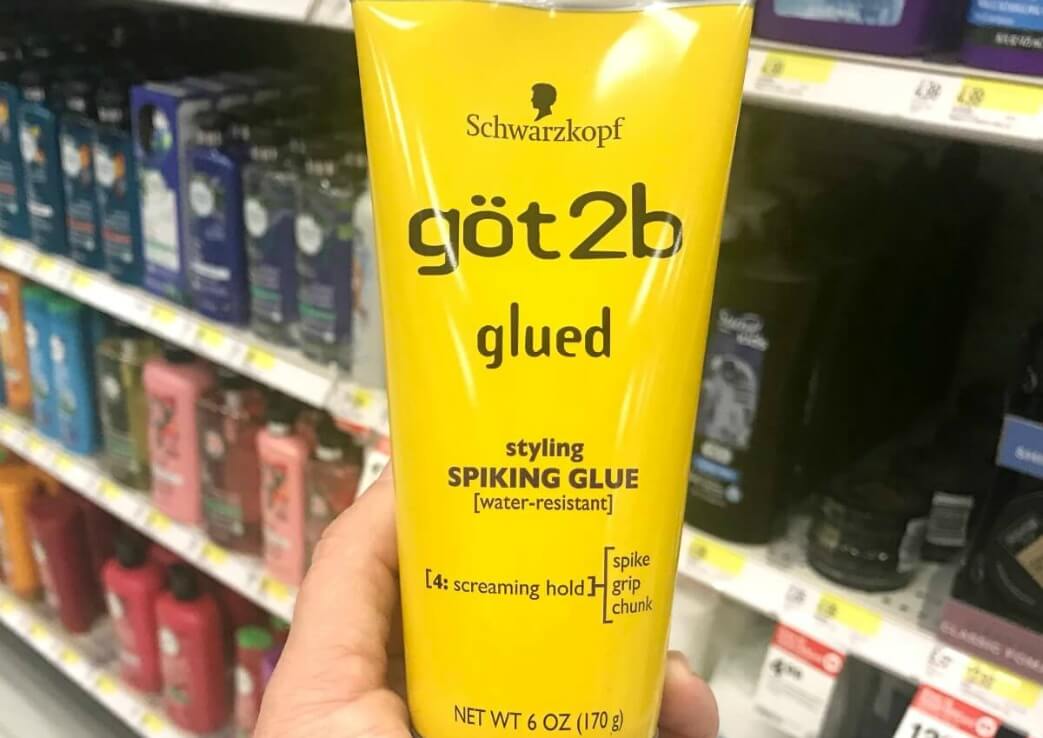 Schwarzkopf
göt2b
glued
styling
SPIKING GLUE
[water-resistant]
[4: screaming hold]
spike
grip
chunk
NET WT 6 OZ (170 g)